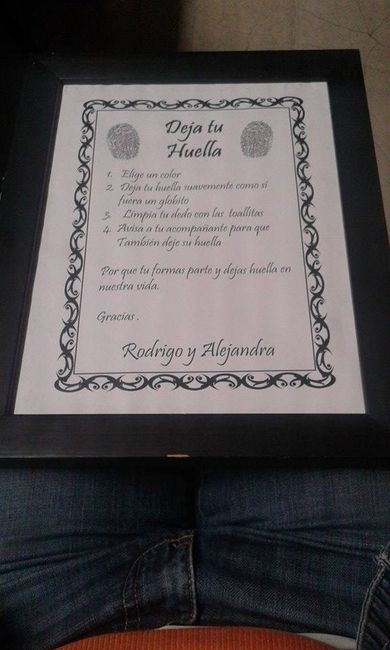 Deja tu
Huella
1. Elige un color
2. Deja tu huella suavemente como si
fuera un globito
3. Limpia tu dedo con las toallitas
4. Avisa a tu acompañante para que
También deje su huella
Por que tu formas parte y dejas huella en
nuestra vida.
Gracias .
Rodrigo y Alejandra